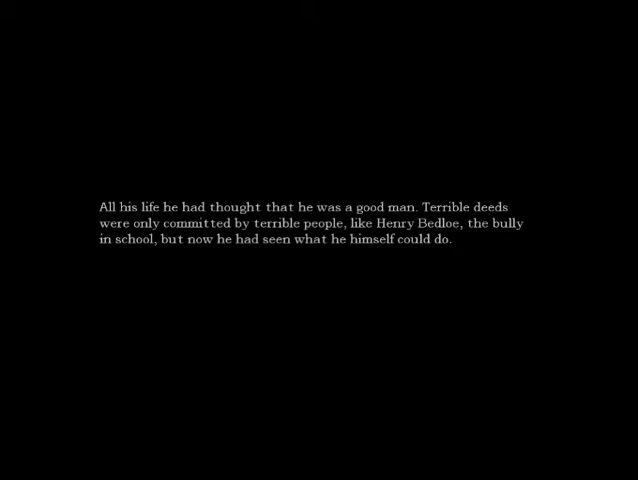 All his life he had thought that he was a good man. Terrible deeds
were only committed by terrible people, like Henry Bedloe, the bully
in school, but now he had seen what he himself could do.